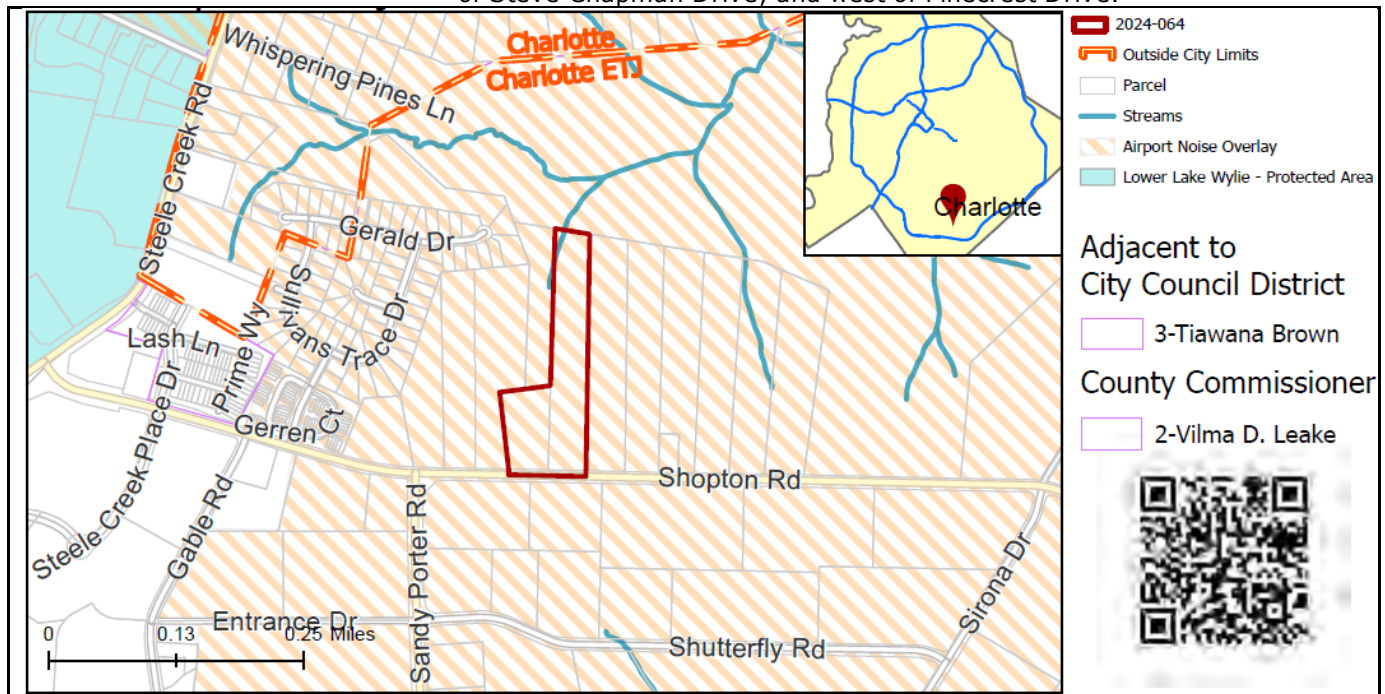 of Steve Chapman Drive, and west of Pinecrest Drive.
Whispering Pines Ln
Charlotte
Charlotte ETJ
Steele Creek Rd
Gerald Dr
Sullivans Trace Dr
Prime Wy
Lash Ln
Steele Creek Place Dr
Gerren Ct
Gable Rd
Shopton Rd
Sandy Porter Rd
Sirona Dr
Entrance Dr
Shutterfly Rd
0 0.13 0.25 Miles
Charlotte
2024-064
Outside City Limits
Parcel
Streams
Airport Noise Overlay
Lower Lake Wylie - Protected Area
Adjacent to
City Council District
3-Tiawana Brown
County Commissioner
2-Vilma D. Leake